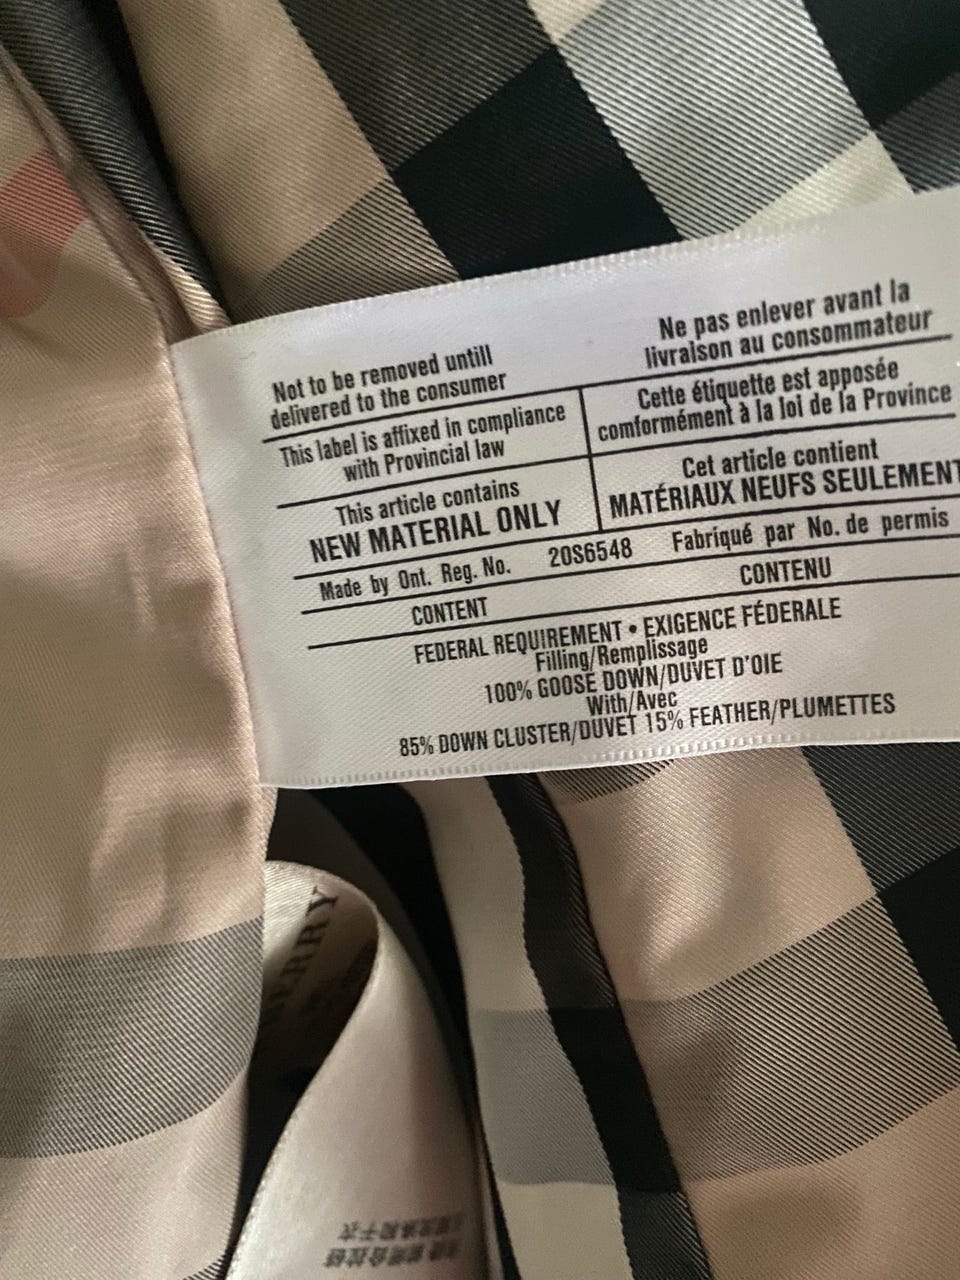 Not to be removed untill
delivered to the consumer
Ne pas enlever avant la
livraison au consommateur
This label is affixed in compliance
with Provincial law
Cette étiquette est apposée
comformément à la loi de la Province
This article contains
NEW MATERIAL ONLY
Cet article contient
MATÉRIAUX NEUFS SEULEMENT
Made by Ont. Reg. No. 20S6548 Fabriqué par No. de permis
CONTENT CONTENU
FEDERAL REQUIREMENT • EXIGENCE FÉDERALE
Filling/Remplissage
100% GOOSE DOWN/DUVET D'OIE
With/Avec
85% DOWN CLUSTER/DUVET 15% FEATHER/PLUMETTES
BERRY